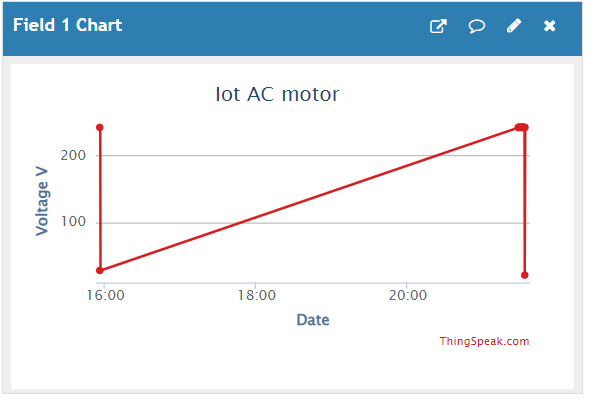 Field 1 Chart
Iot AC motor
Voltage V
200
100
16:00 18:00 20:00
Date
ThingSpeak.com